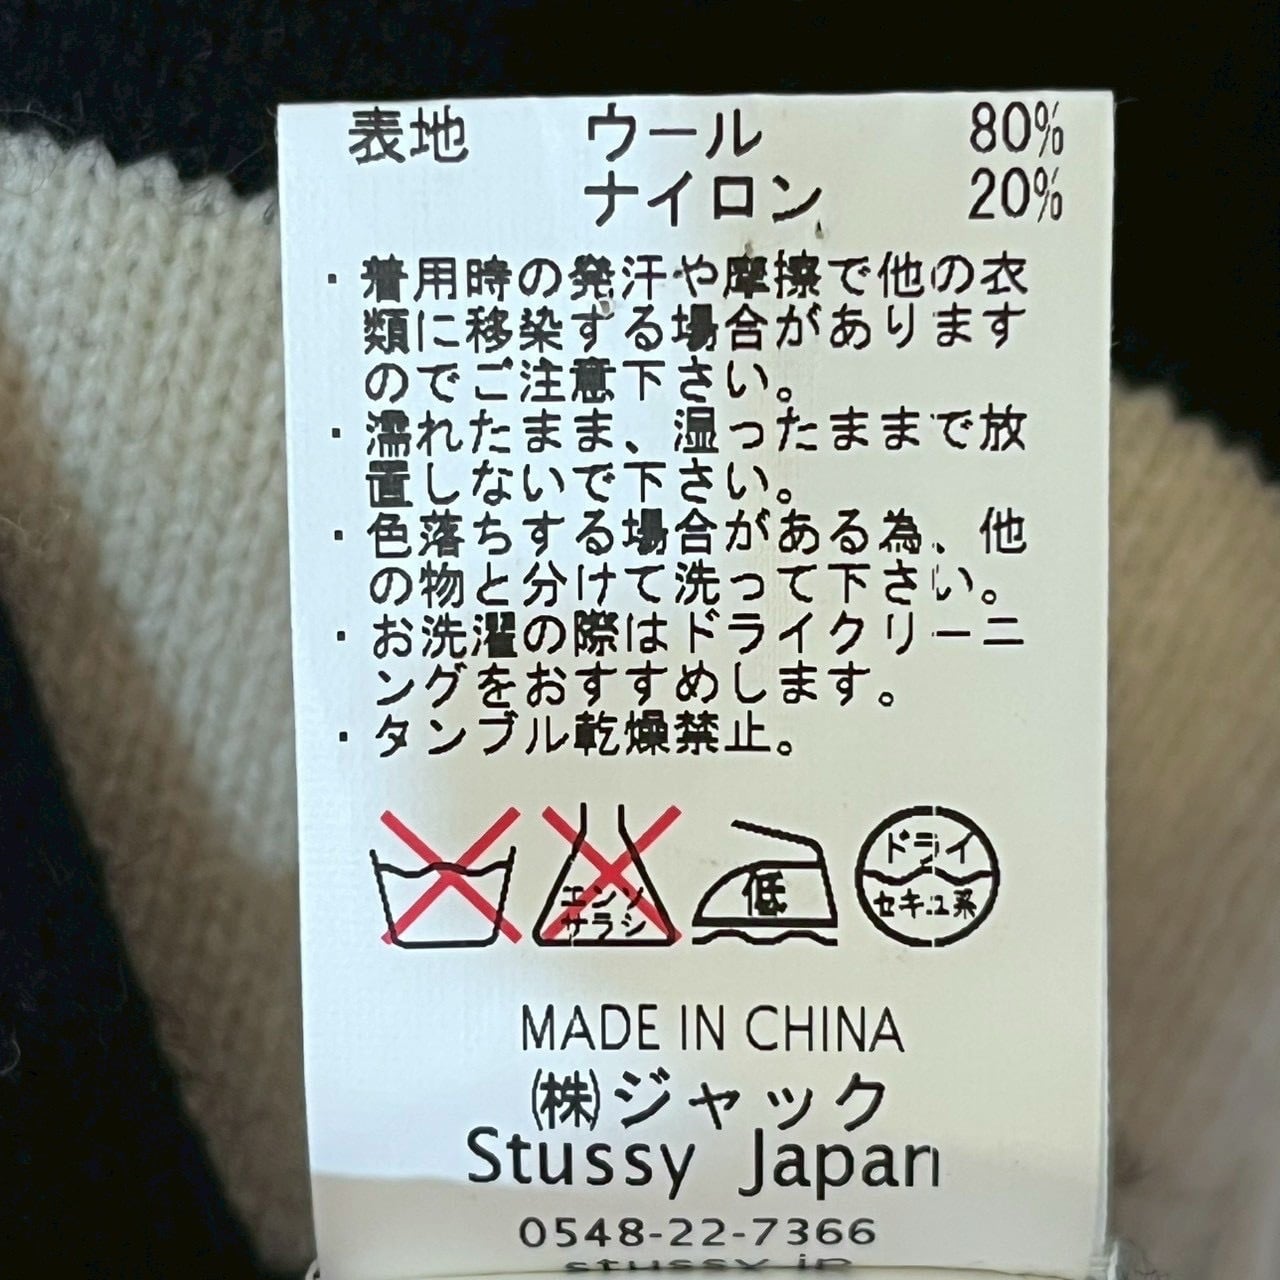 表地 ウール 80%
ナイロン 20%
・着用時の発汗や摩擦で他の衣
類に移染する場合があります
のでご注意下さい。
・濡れたまま、湿ったままで放
置しないで下さい。
・色落ちする場合がある為、他
の物と分けて洗って下さい。
・お洗濯の際はドライクリーニ
ングをおすすめします。
・タンブル乾燥禁止。
エンソ
サラシ
低
ドライ
セキユ系
MADE IN CHINA
(株)ジャック
Stussy Japan
0548-22-7366
stussy.jp